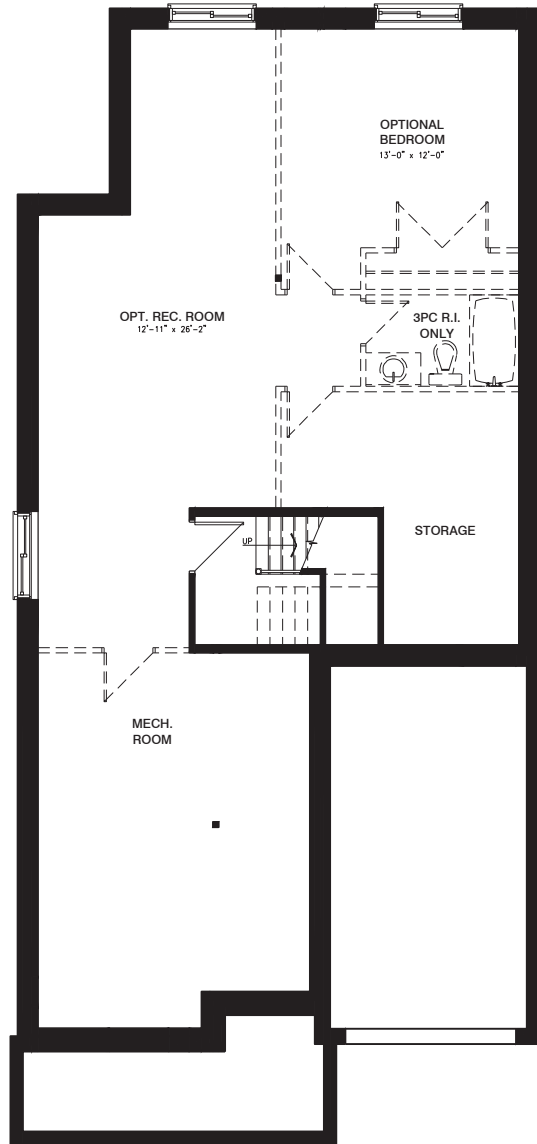 OPTIONAL
BEDROOM
13'-0" x 12'-0"
OPT. REC. ROOM
12'-11" x 26'-2"
3PC R.I.
ONLY
UP
STORAGE
MECH.
ROOM